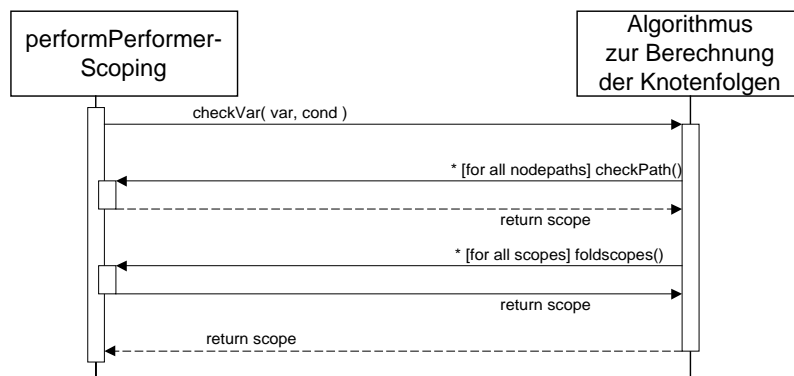 performPerformer-
Scoping
Algorithmus
zur Berechnung
der Knotenfolgen
checkVar( var, cond )
* [for all nodepaths] checkPath()
return scope
* [for all scopes] foldscopes()
return scope
return scope